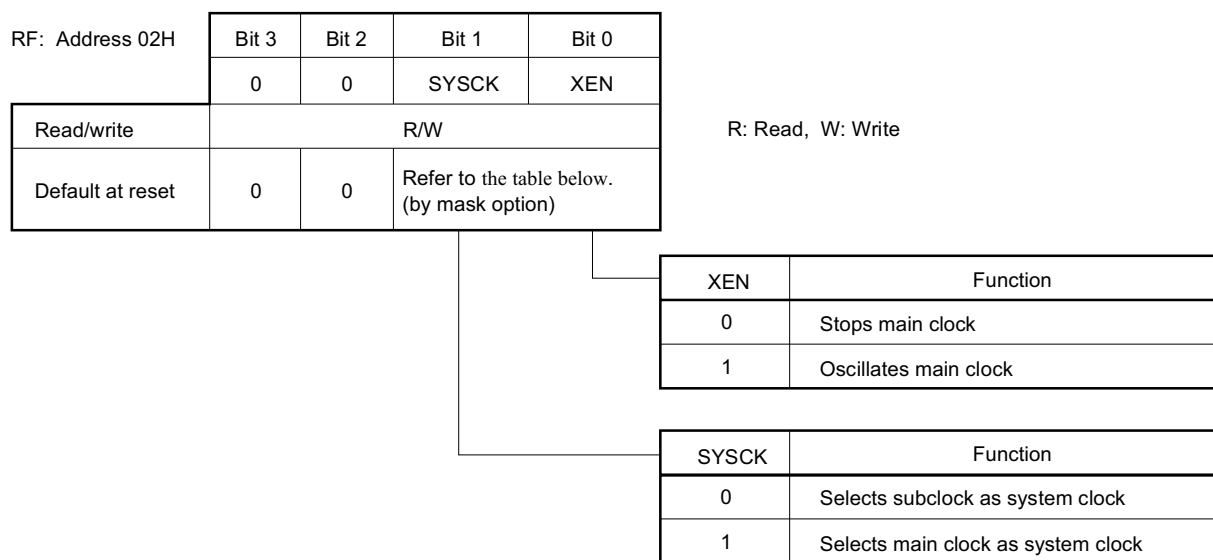 RF: Address 02H Bit 3 Bit 2 Bit 1 Bit 0
0 0 SYSCK XEN
Read/write R/W
R: Read, W: Write
Default at reset 0 0 Refer to the table below.
(by mask option)
XEN Function
0 Stops main clock
1 Oscillates main clock
SYSCK Function
0 Selects subclock as system clock
1 Selects main clock as system clock